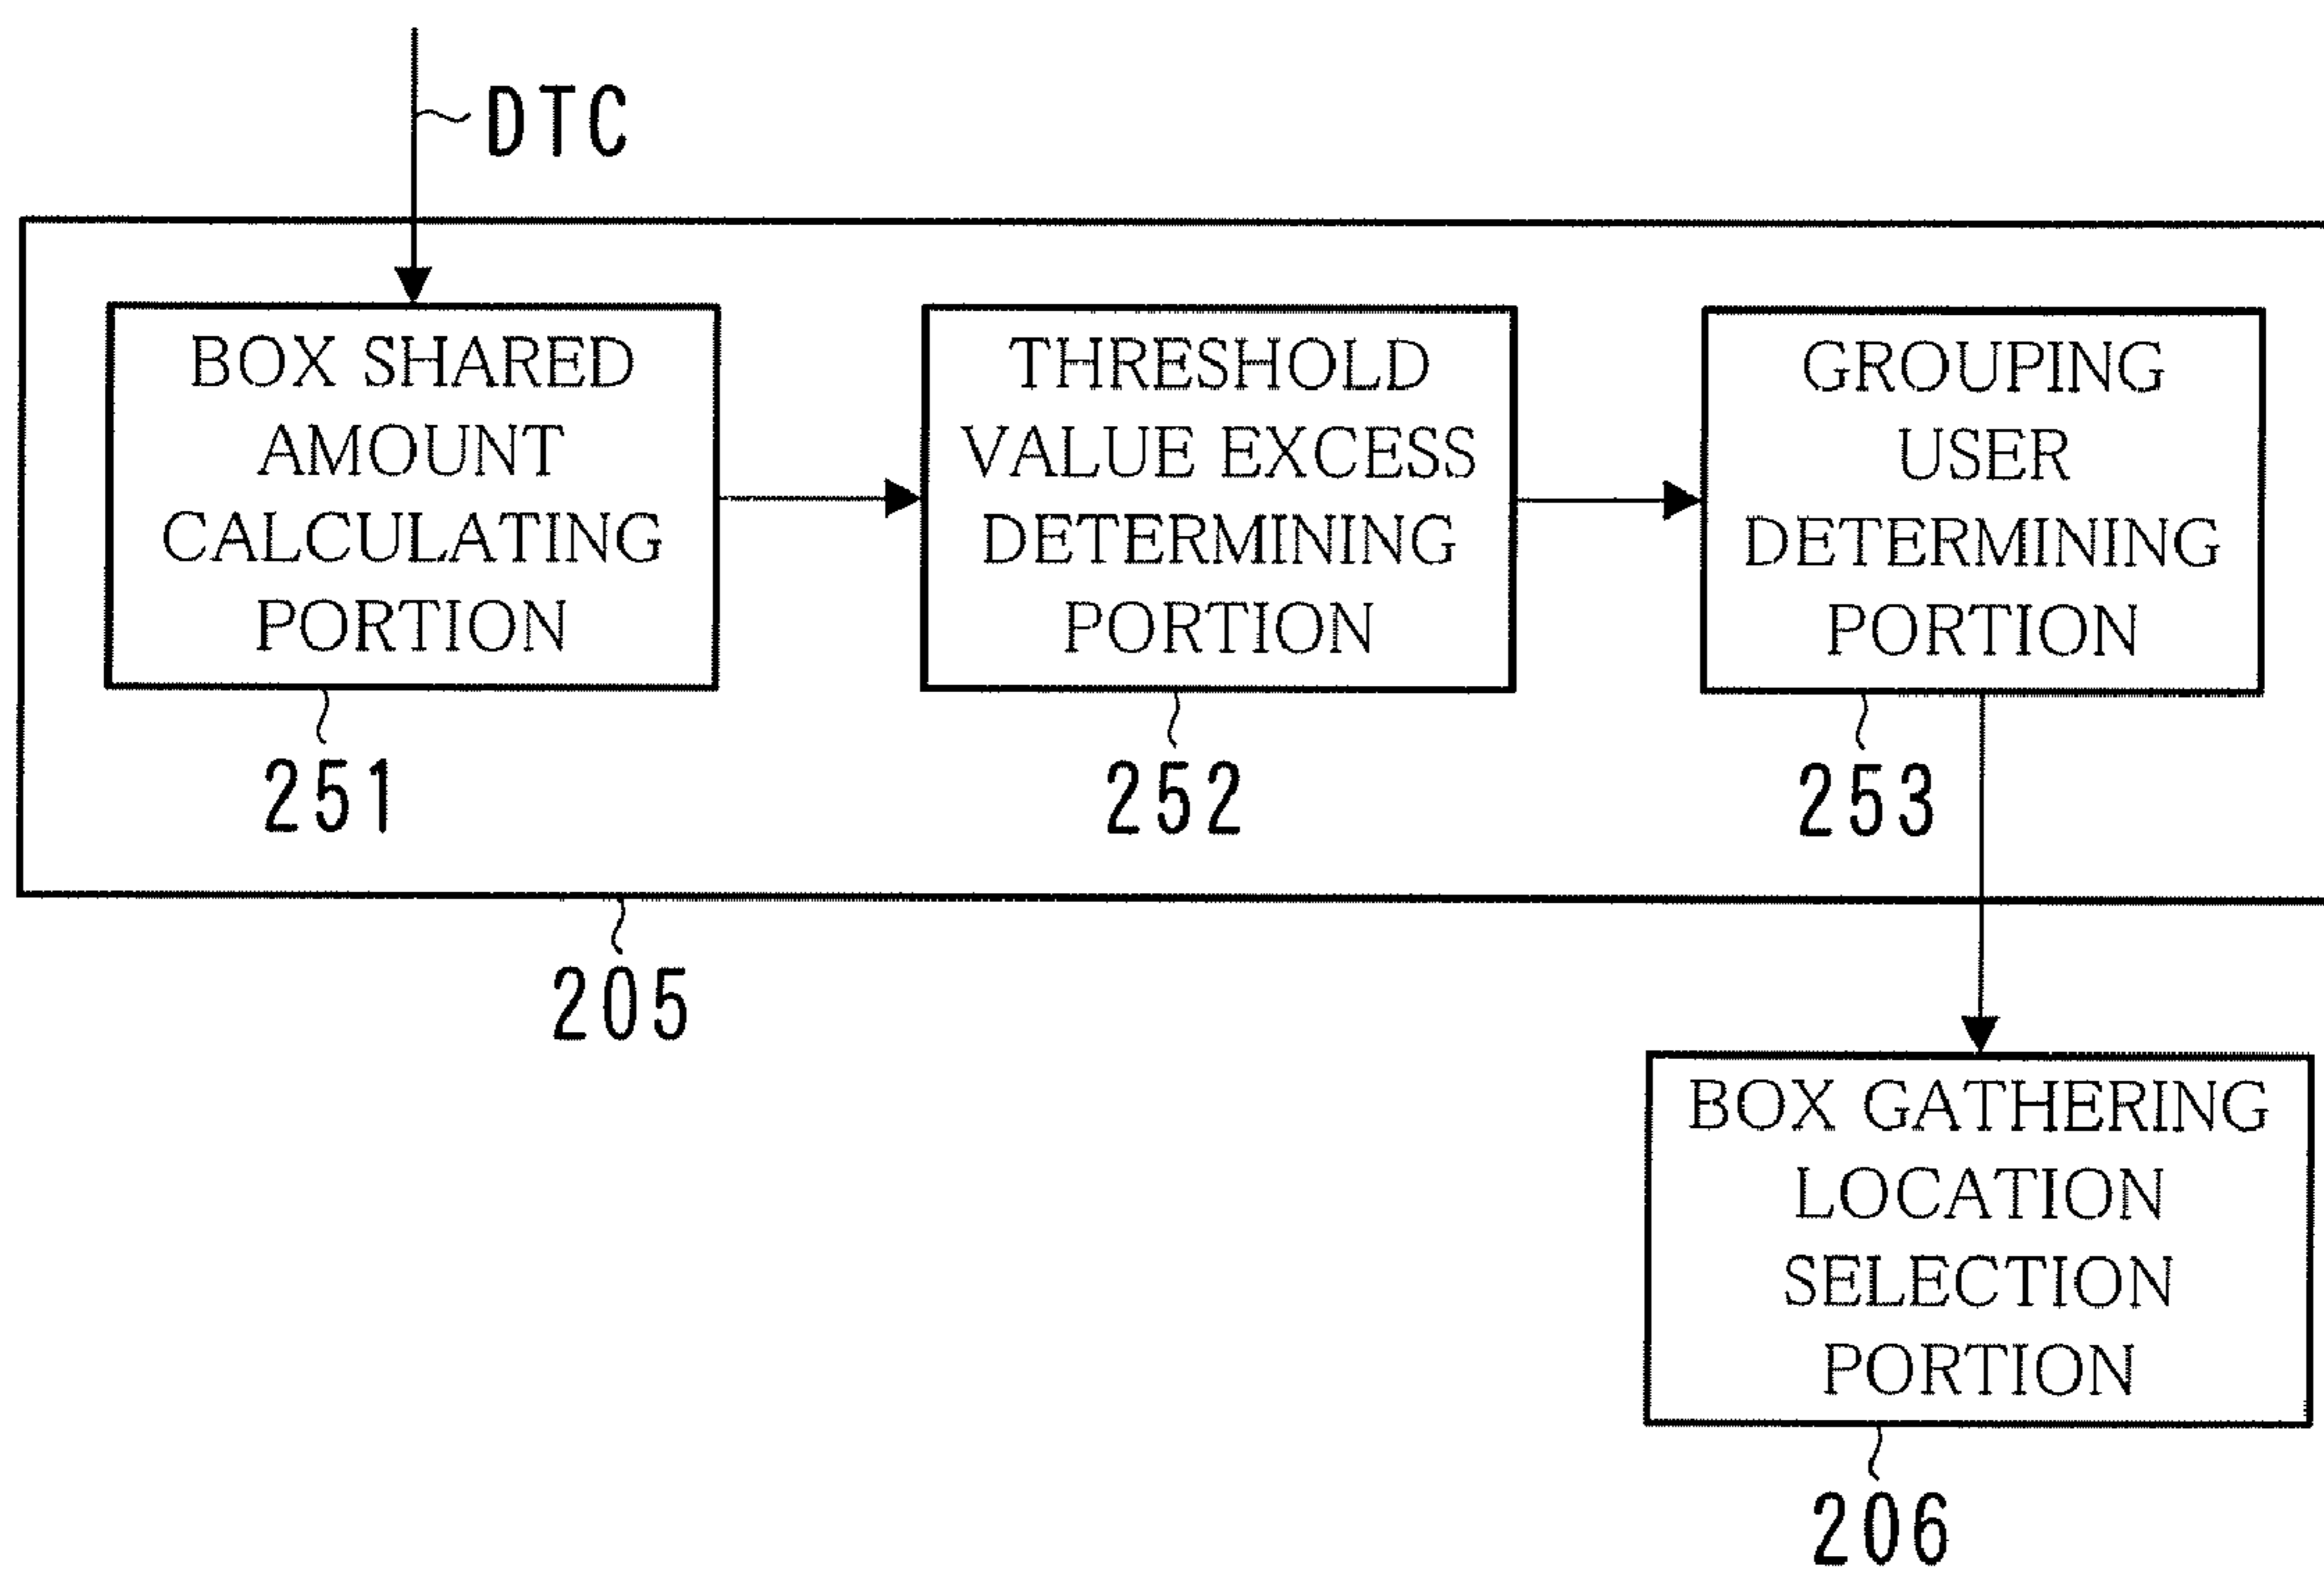 DTC
BOX SHARED
AMOUNT
CALCULATING
PORTION
251
THRESHOLD
VALUE EXCESS
DETERMINING
PORTION
252
GROUPING
USER
DETERMINING
PORTION
253
205
BOX GATHERING
LOCATION
SELECTION
PORTION
206